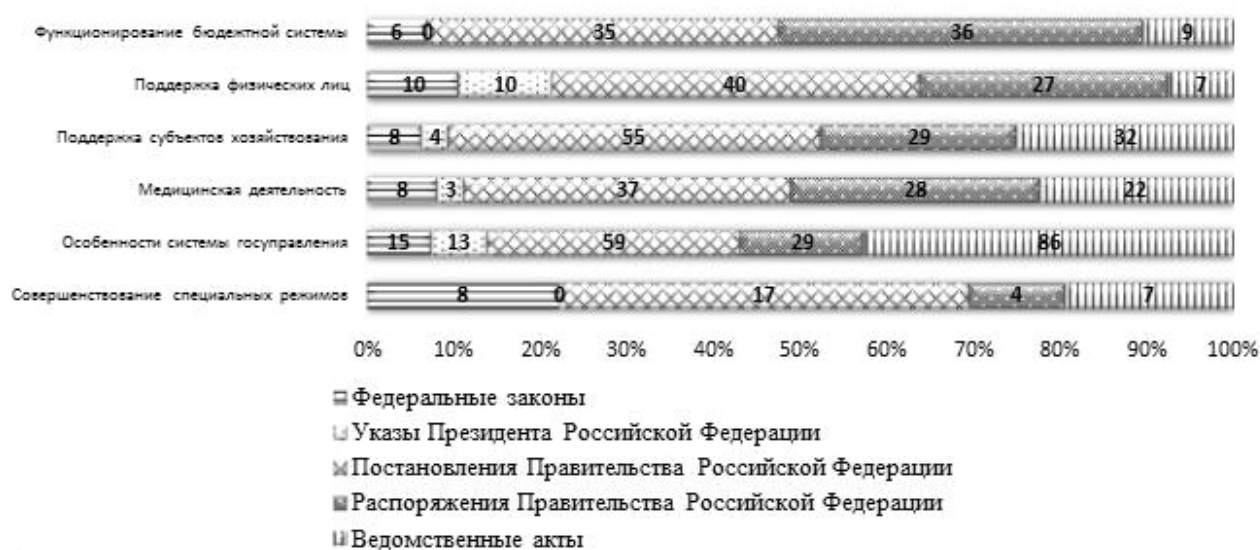 Функционирование бюджетной системы 6 0 35 36 9
Поддержка физических лиц 10 10 40 27 7
Поддержка субъектов хозяйствования 8 4 55 29 32
Медицинская деятельность 8 3 37 28 22
Особенности системы госуправления 15 13 59 29 86
Совершенствование специальных режимов 8 0 17 4 7
0% 10% 20% 30% 40% 50% 60% 70% 80% 90% 100%
Федеральные законы
Указы Президента Российской Федерации
Постановления Правительства Российской Федерации
Распоряжения Правительства Российской Федерации
Ведомственные акты